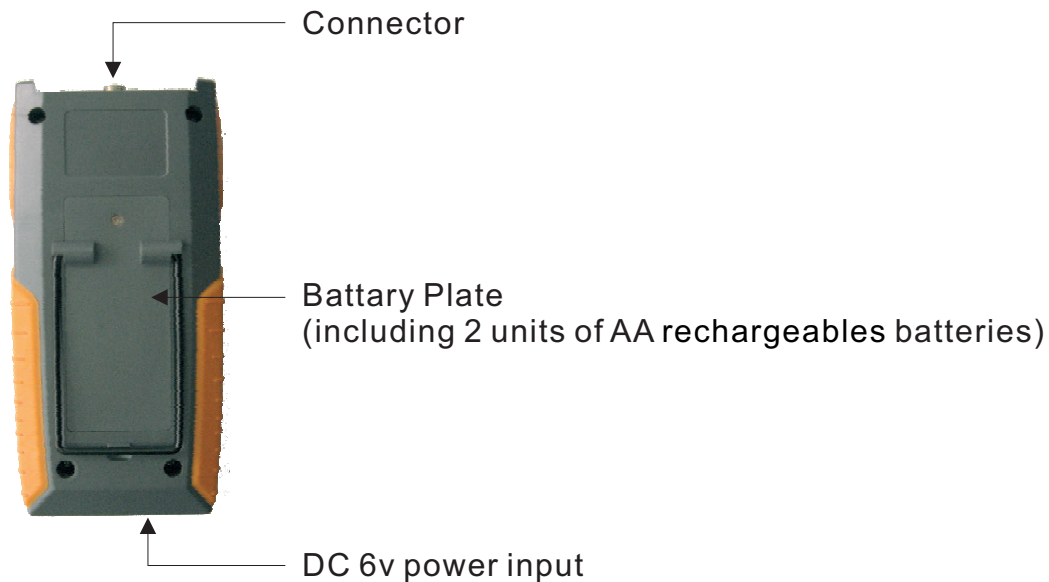 Connector
Battary Plate
(including 2 units of AA rechargeables batteries)
DC 6v power input